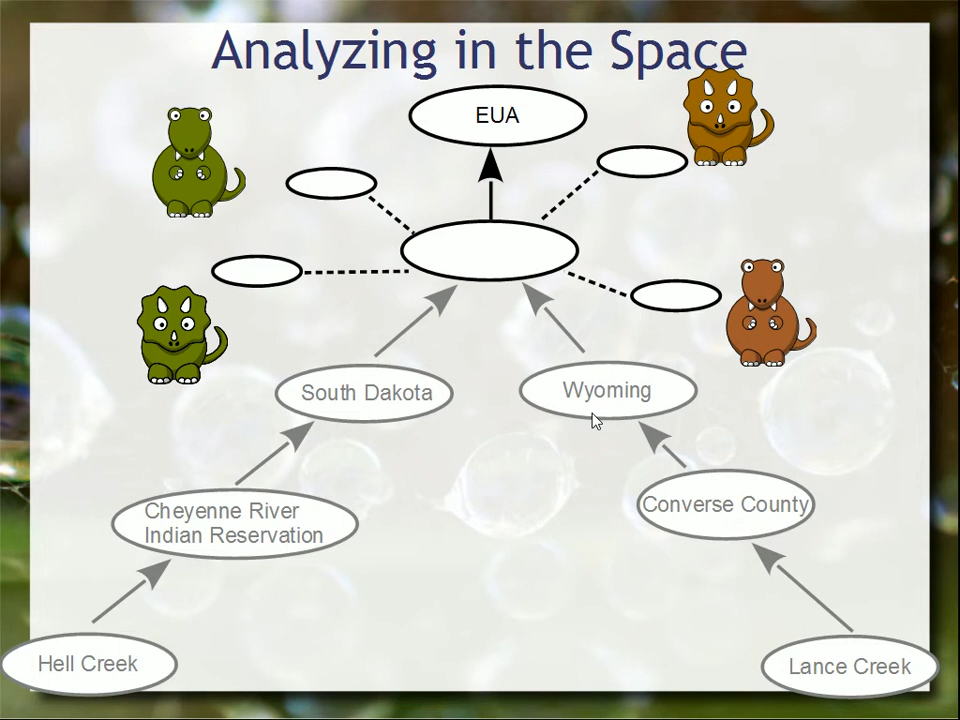 Analyzing in the Space
EUA
South Dakota
Wyoming
Cheyenne River
Indian Reservation
Converse County
Hell Creek
Lance Creek